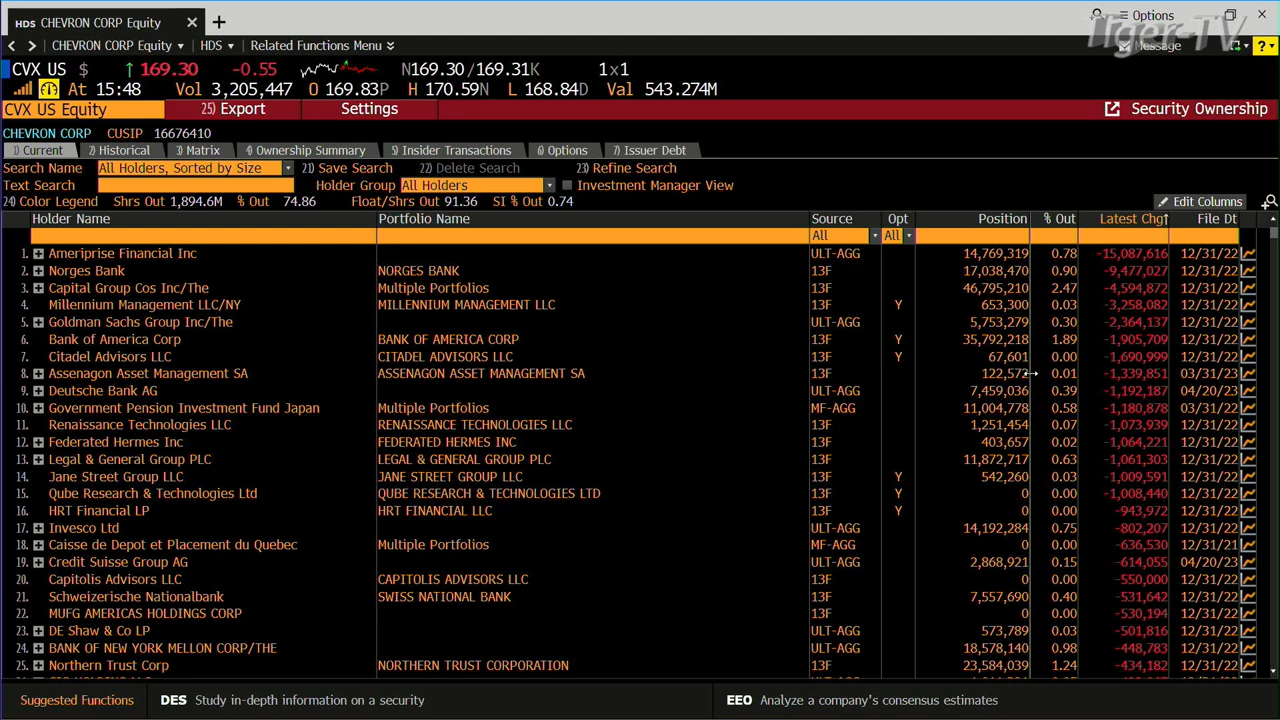 HDS CHEVRON CORP Equity × +
Options
< > CHEVRON CORP Equity HDS Related Functions Menu Message ?
Tiger-TV
CVX US $ ↑ 169.30 -0.55 N169.30/169.31K 1x1
At 15:48 Vol 3,205,447 O 169.83P H 170.59N L 168.84D Val 543.274M
CVX US Equity 25) Export Settings Security Ownership
CHEVRON CORP CUSIP 16676410
1) Current 2) Historical 3) Matrix 4) Ownership Summary 5) Insider Transactions 6) Options 7) Issuer Debt
Search Name All Holders, Sorted by Size 21) Save Search 22) Delete Search 23) Refine Search
Text Search Holder Group All Holders Investment Manager View
24) Color Legend Shrs Out 1,894.6M % Out 74.86 Float/Shrs Out 91.36 SI % Out 0.74 Edit Columns
Holder Name Portfolio Name Source Opt Position % Out Latest Chg↑ File Dt
All All
1. Ameriprise Financial Inc ULT-AGG 14,769,319 0.78 -15,087,616 12/31/22
2. Norges Bank NORGES BANK 13F 17,038,470 0.90 -9,477,027 12/31/22
3. Capital Group Cos Inc/The Multiple Portfolios 13F 46,795,210 2.47 -4,594,872 12/31/22
4. Millennium Management LLC/NY MILLENNIUM MANAGEMENT LLC 13F Y 653,300 0.03 -3,258,082 12/31/22
5. Goldman Sachs Group Inc/The ULT-AGG 5,753,279 0.30 -2,364,137 12/31/22
6. Bank of America Corp BANK OF AMERICA CORP 13F Y 35,792,218 1.89 -1,905,709 12/31/22
7. Citadel Advisors LLC CITADEL ADVISORS LLC 13F Y 67,601 0.00 -1,690,999 12/31/22
8. Assenagon Asset Management SA ASSENAGON ASSET MANAGEMENT SA 13F 122,573 0.01 -1,339,851 03/31/23
9. Deutsche Bank AG ULT-AGG 7,459,036 0.39 -1,192,187 04/20/23
10. Government Pension Investment Fund Japan Multiple Portfolios MF-AGG 11,004,778 0.58 -1,180,878 03/31/22
11. Renaissance Technologies LLC RENAISSANCE TECHNOLOGIES LLC 13F 1,251,454 0.07 -1,073,939 12/31/22
12. Federated Hermes Inc FEDERATED HERMES INC 13F 403,657 0.02 -1,064,221 12/31/22
13. Legal & General Group PLC LEGAL & GENERAL GROUP PLC 13F 11,872,717 0.63 -1,061,303 12/31/22
14. Jane Street Group LLC JANE STREET GROUP LLC 13F Y 542,260 0.03 -1,009,591 12/31/22
15. Qube Research & Technologies Ltd QUBE RESEARCH & TECHNOLOGIES LTD 13F Y 0 0.00 -1,008,440 12/31/22
16. HRT Financial LP HRT FINANCIAL LLC 13F Y 0 0.00 -943,972 12/31/22
17. Invesco Ltd ULT-AGG 14,192,284 0.75 -802,207 12/31/22
18. Caisse de Depot et Placement du Quebec Multiple Portfolios MF-AGG 0 0.00 -636,530 12/31/21
19. Credit Suisse Group AG ULT-AGG 2,868,921 0.15 -614,055 04/20/23
20. Capitolis Advisors LLC CAPITOLIS ADVISORS LLC 13F 0 0.00 -550,000 12/31/22
21. Schweizerische Nationalbank SWISS NATIONAL BANK 13F 7,557,690 0.40 -531,642 12/31/22
22. MUFG AMERICAS HOLDINGS CORP 13F 0 0.00 -530,194 12/31/22
23. DE Shaw & Co LP ULT-AGG 573,789 0.03 -501,816 12/31/22
24. BANK OF NEW YORK MELLON CORP/THE ULT-AGG 18,578,140 0.98 -448,783 12/31/22
25. Northern Trust Corp NORTHERN TRUST CORPORATION 13F 23,584,039 1.24 -434,182 12/31/22
Suggested Functions DES Study in-depth information on a security EEO Analyze a company's consensus estimates